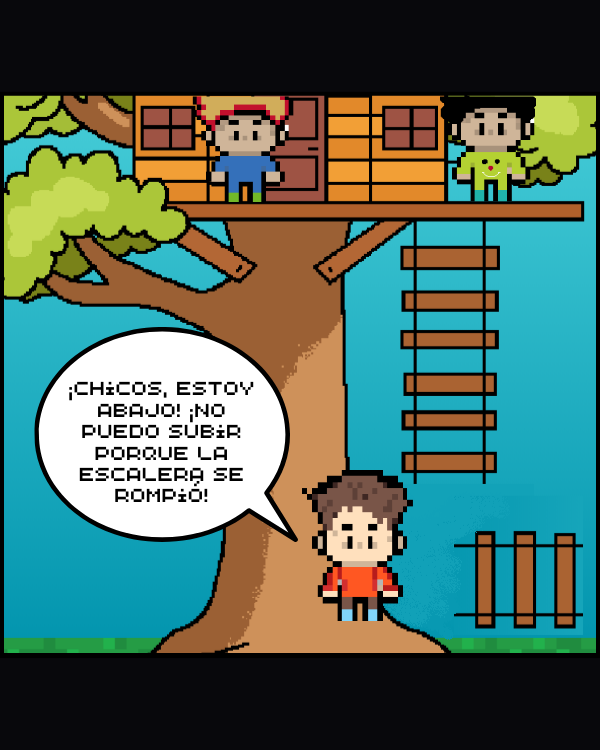 ¡CHiCOS, ESTOY
ABAJO! ¡NO
PUEDO SUBiR
PORQUE LA
ESCALERA SE
ROMPiÓ!